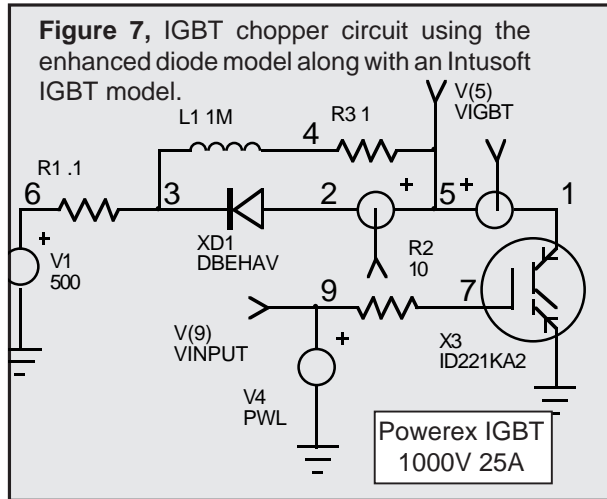 Figure 7, IGBT chopper circuit using the
enhanced diode model along with an Intusoft
IGBT model.
V(5)
VIGBT
L1 1M
4
R3 1
R1 .1
6
3
2
+
5
+
1
XD1
DBEHAV
+
V1
500
R2
10
9
7
V(9)
VINPUT
+
X3
ID221KA2
V4
PWL
Powerex IGBT
1000V 25A